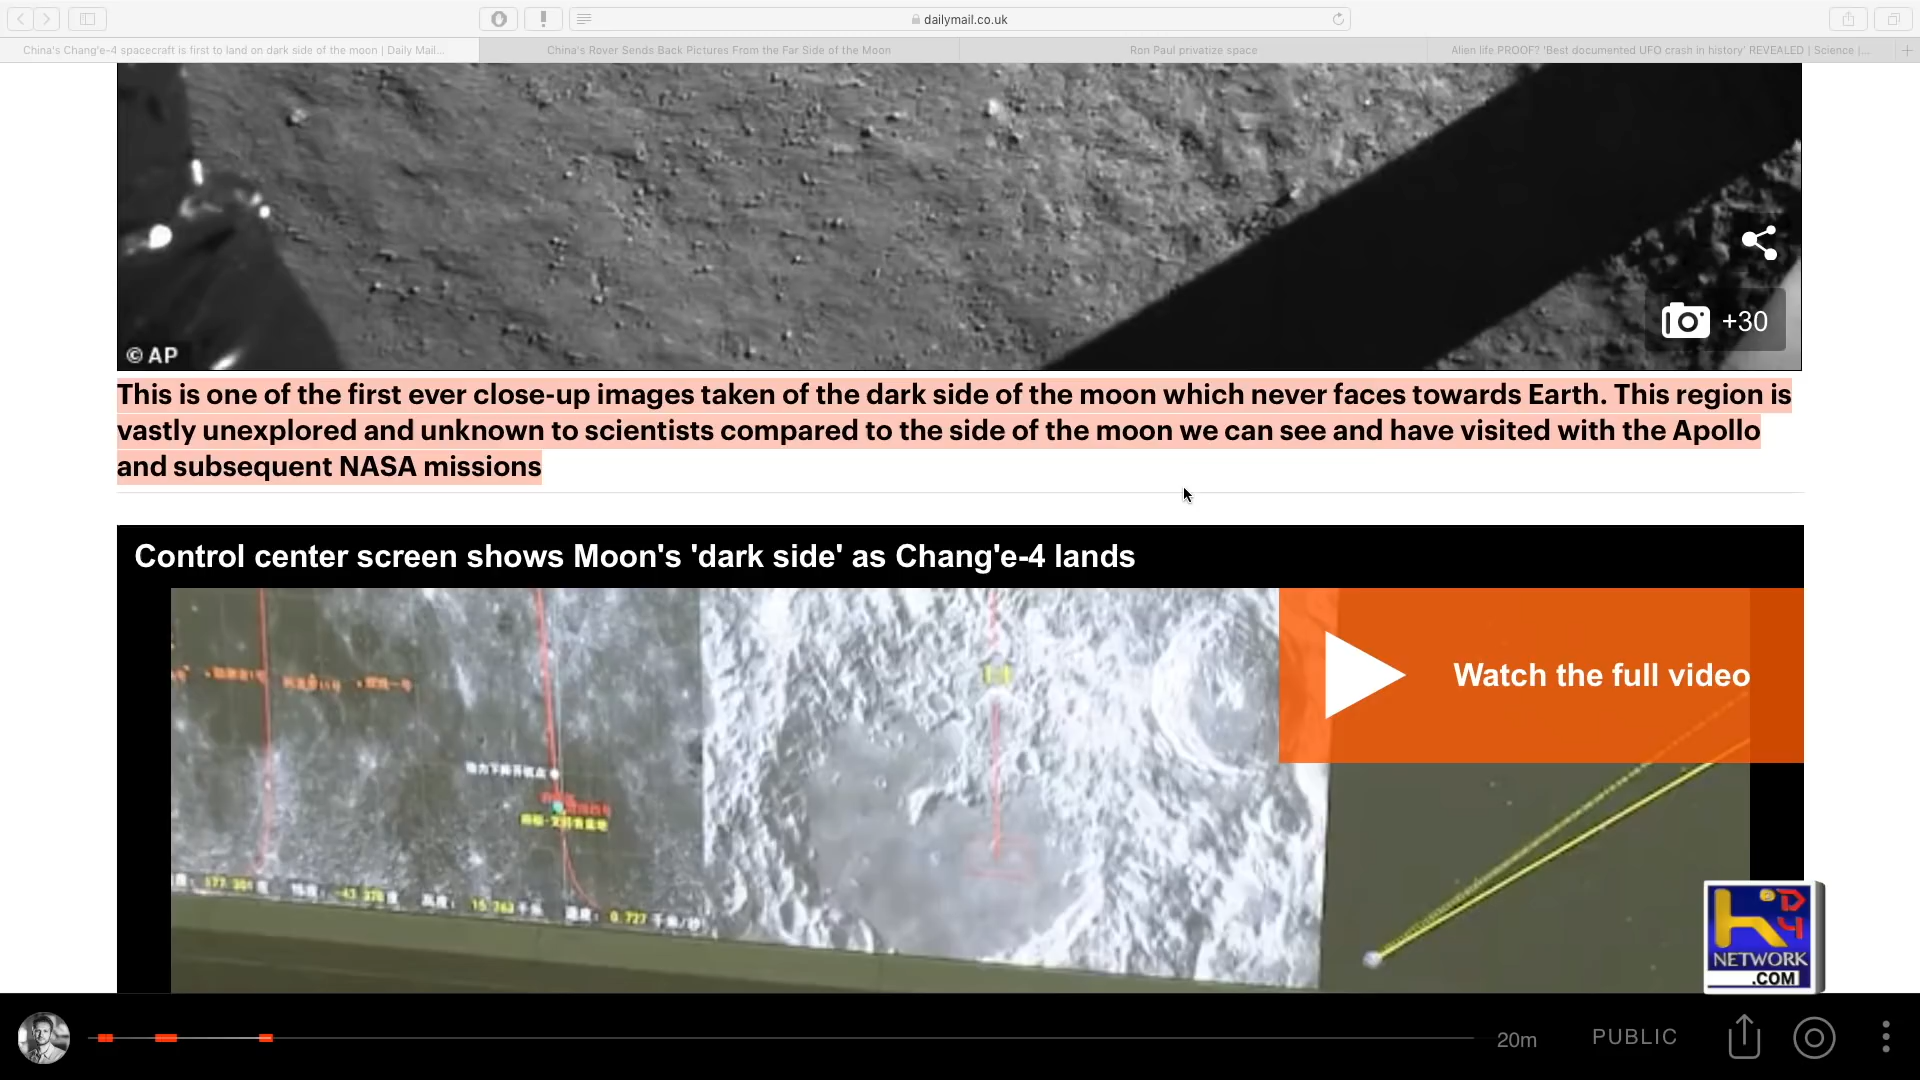 dailymail.co.uk
China's Chang'e-4 spacecraft is first to land on dark side of the moon | Daily Mail...
China's Rover Sends Back Pictures From the Far Side of the Moon
Ron Paul privatize space
Alien life PROOF? 'Best documented UFO crash in history' REVEALED | Science |...
+30
© AP
This is one of the first ever close-up images taken of the dark side of the moon which never faces towards Earth. This region is
vastly unexplored and unknown to scientists compared to the side of the moon we can see and have visited with the Apollo
and subsequent NASA missions
Control center screen shows Moon's 'dark side' as Chang'e-4 lands
Watch the full video
D4
NETWORK
.COM
20m
PUBLIC